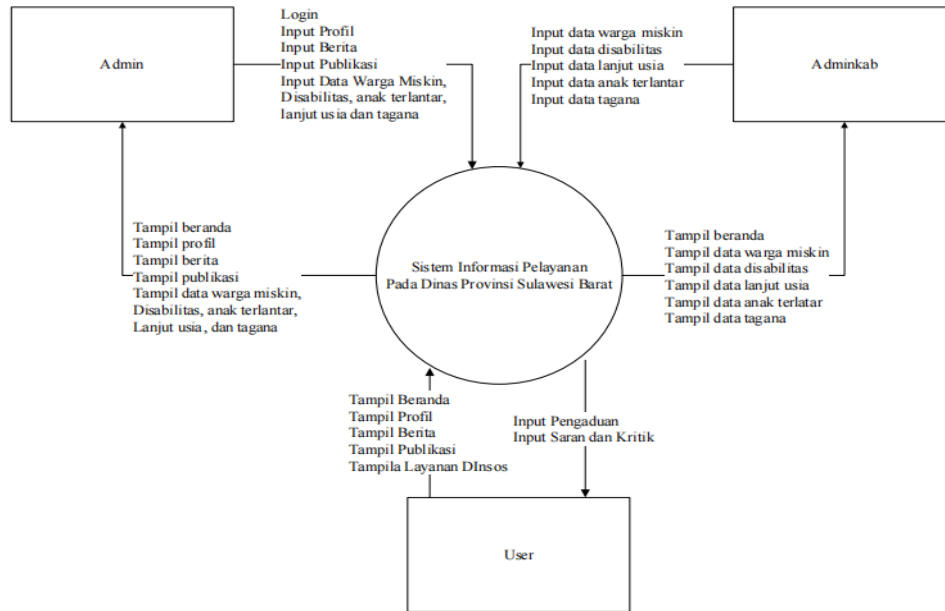 Admin
Login
Input Profil
Input Berita
Input Publikasi
Input Data Warga Miskin,
Disabilitas, anak terlantar,
lanjut usia dan tagana
Input data warga miskin
Input data disabilitas
Input data lanjut usia
Input data anak terlantar
Input data tagana
Adminkab
Tampil beranda
Tampil profil
Tampil berita
Tampil publikasi
Tampil data warga miskin,
Disabilitas, anak terlantar,
Lanjut usia, dan tagana
Sistem Informasi Pelayanan
Pada Dinas Provinsi Sulawesi Barat
Tampil beranda
Tampil data warga miskin
Tampil data disabilitas
Tampil data lanjut usia
Tampil data anak terlatar
Tampil data tagana
Tampil Beranda
Tampil Profil
Tampil Berita
Tampil Publikasi
Tampila Layanan DInsos
Input Pengaduan
Input Saran dan Kritik
User